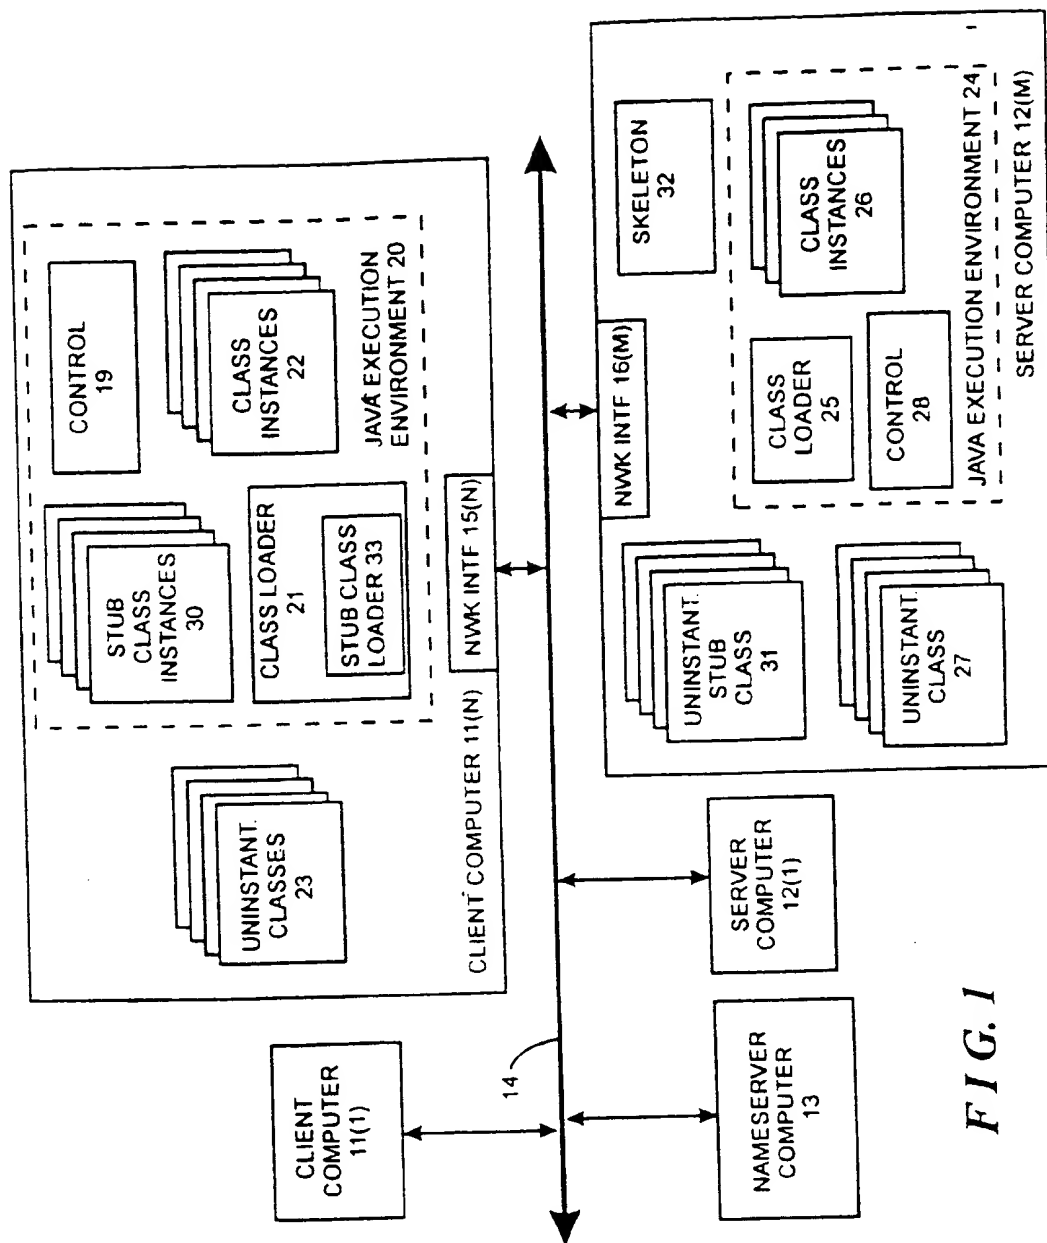 CLIENT
COMPUTER
11(1)
UNINSTANT.
CLASSES
23
STUB
CLASS
INSTANCES
30
CONTROL
19
CLASS LOADER
21
STUB CLASS
LOADER 33
CLASS
INSTANCES
22
JAVA EXECUTION
ENVIRONMENT 20
CLIENT COMPUTER 11(N)
NWK INTF 15(N)
14
NAMESERVER
COMPUTER
13
SERVER
COMPUTER
12(1)
NWK INTF 16(M)
UNINSTANT.
STUB
CLASS
31
UNINSTANT.
CLASS
27
SKELETON
32
CLASS
LOADER
25
CONTROL
28
CLASS
INSTANCES
26
JAVA EXECUTION ENVIRONMENT 24
SERVER COMPUTER 12(M)
FIG. 1